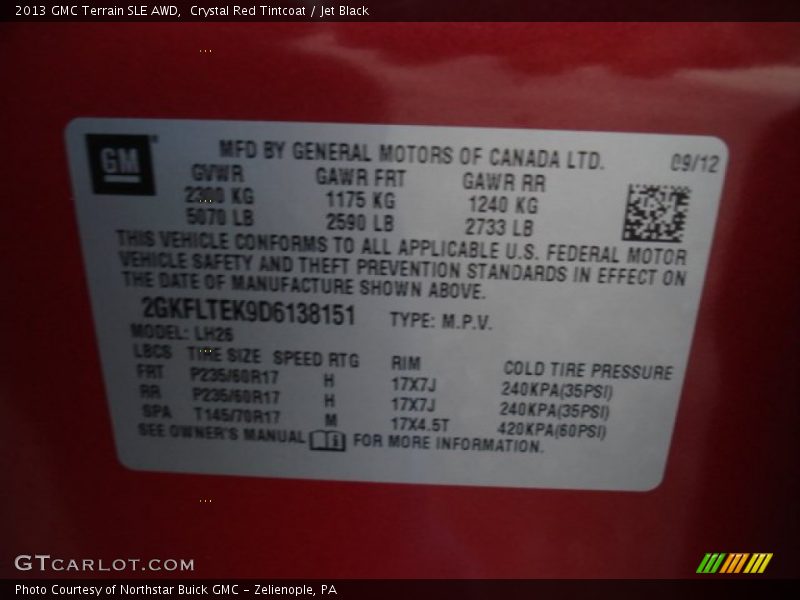 2013 GMC Terrain SLE AWD,  Crystal Red Tintcoat / Jet Black
GM
MFD BY GENERAL MOTORS OF CANADA LTD. 09/12
GVWR GAWR FRT GAWR RR
2300 KG 1175 KG 1240 KG
5070 LB 2590 LB 2733 LB
THIS VEHICLE CONFORMS TO ALL APPLICABLE U.S. FEDERAL MOTOR
VEHICLE SAFETY AND THEFT PREVENTION STANDARDS IN EFFECT ON
THE DATE OF MANUFACTURE SHOWN ABOVE.
2GKFLTEK9D6138151 TYPE: M.P.V.
MODEL: LH26
LBCS TIRE SIZE SPEED RTG RIM COLD TIRE PRESSURE
FRT P235/60R17 H 17X7J 240KPA(35PSI)
RR P235/60R17 H 17X7J 240KPA(35PSI)
SPA T145/70R17 M 17X4.5T 420KPA(60PSI)
SEE OWNER'S MANUAL FOR MORE INFORMATION.
GTCARLOT.COM
Photo Courtesy of Northstar Buick GMC – Zelienople, PA